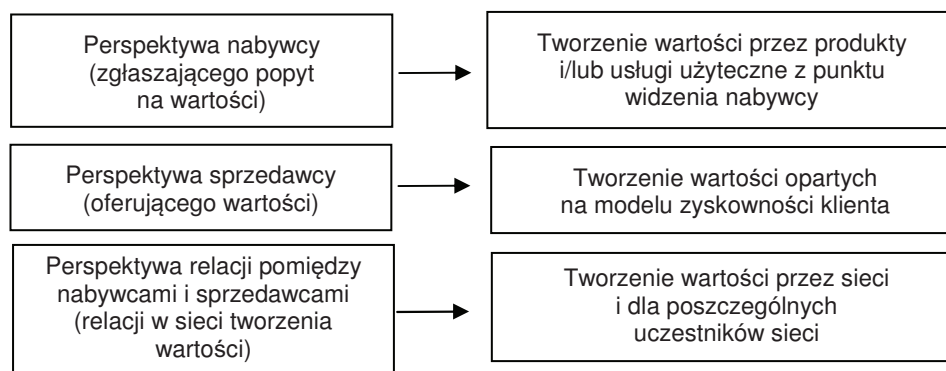 Perspektywa nabywcy
(zgłaszającego popyt
na wartości)
Tworzenie wartości przez produkty
i/lub usługi użyteczne z punktu
widzenia nabywcy
Perspektywa sprzedawcy
(oferującego wartości)
Tworzenie wartości opartych
na modelu zyskowności klienta
Perspektywa relacji pomiędzy
nabywcami i sprzedawcami
(relacji w sieci tworzenia
wartości)
Tworzenie wartości przez sieci
i dla poszczególnych
uczestników sieci